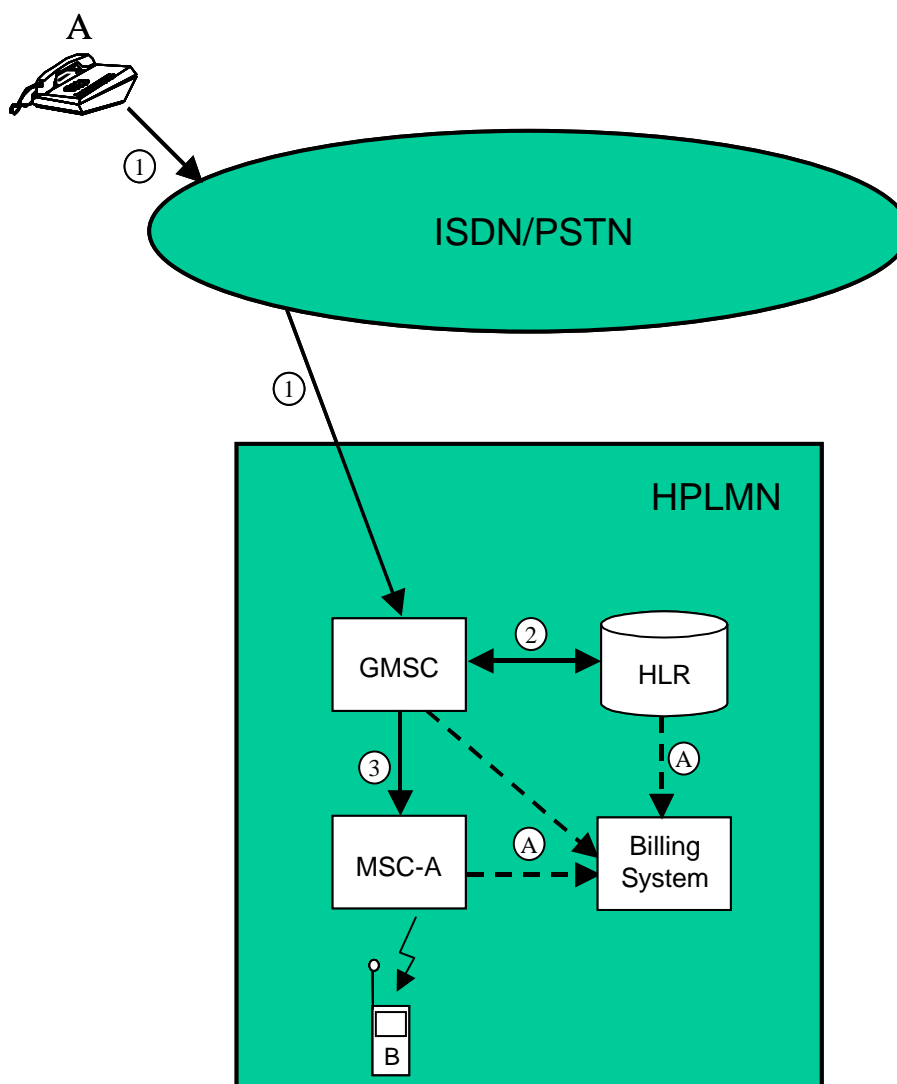 A
1
ISDN/PSTN
1
HPLMN
GMSC
2
HLR
3
A
MSC-A
A
Billing
System
B